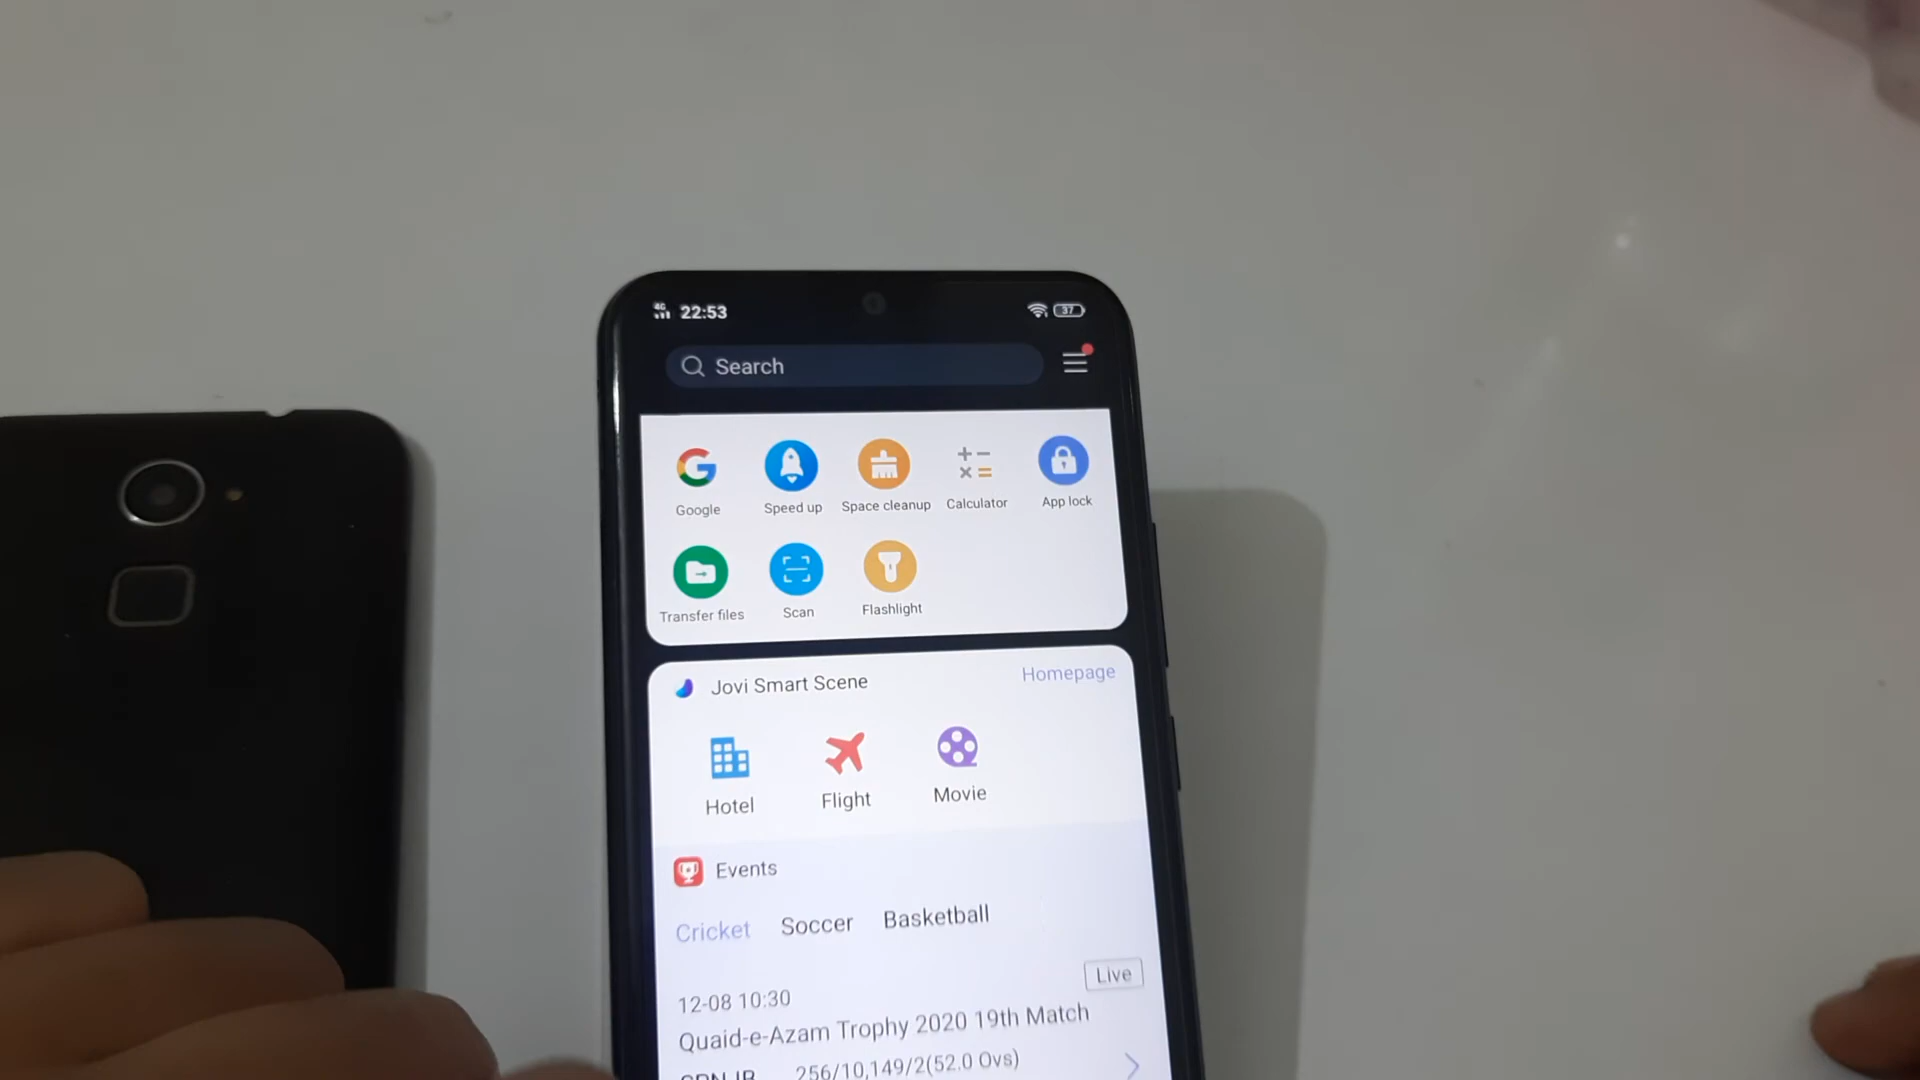 4G 22:53 37
Search
Google Speed up Space cleanup Calculator App lock
Transfer files Scan Flashlight
Jovi Smart Scene Homepage
Hotel Flight Movie
Events
Cricket Soccer Basketball
Live
12-08 10:30
Quaid-e-Azam Trophy 2020 19th Match
256/10,149/2(52.0 Ovs)